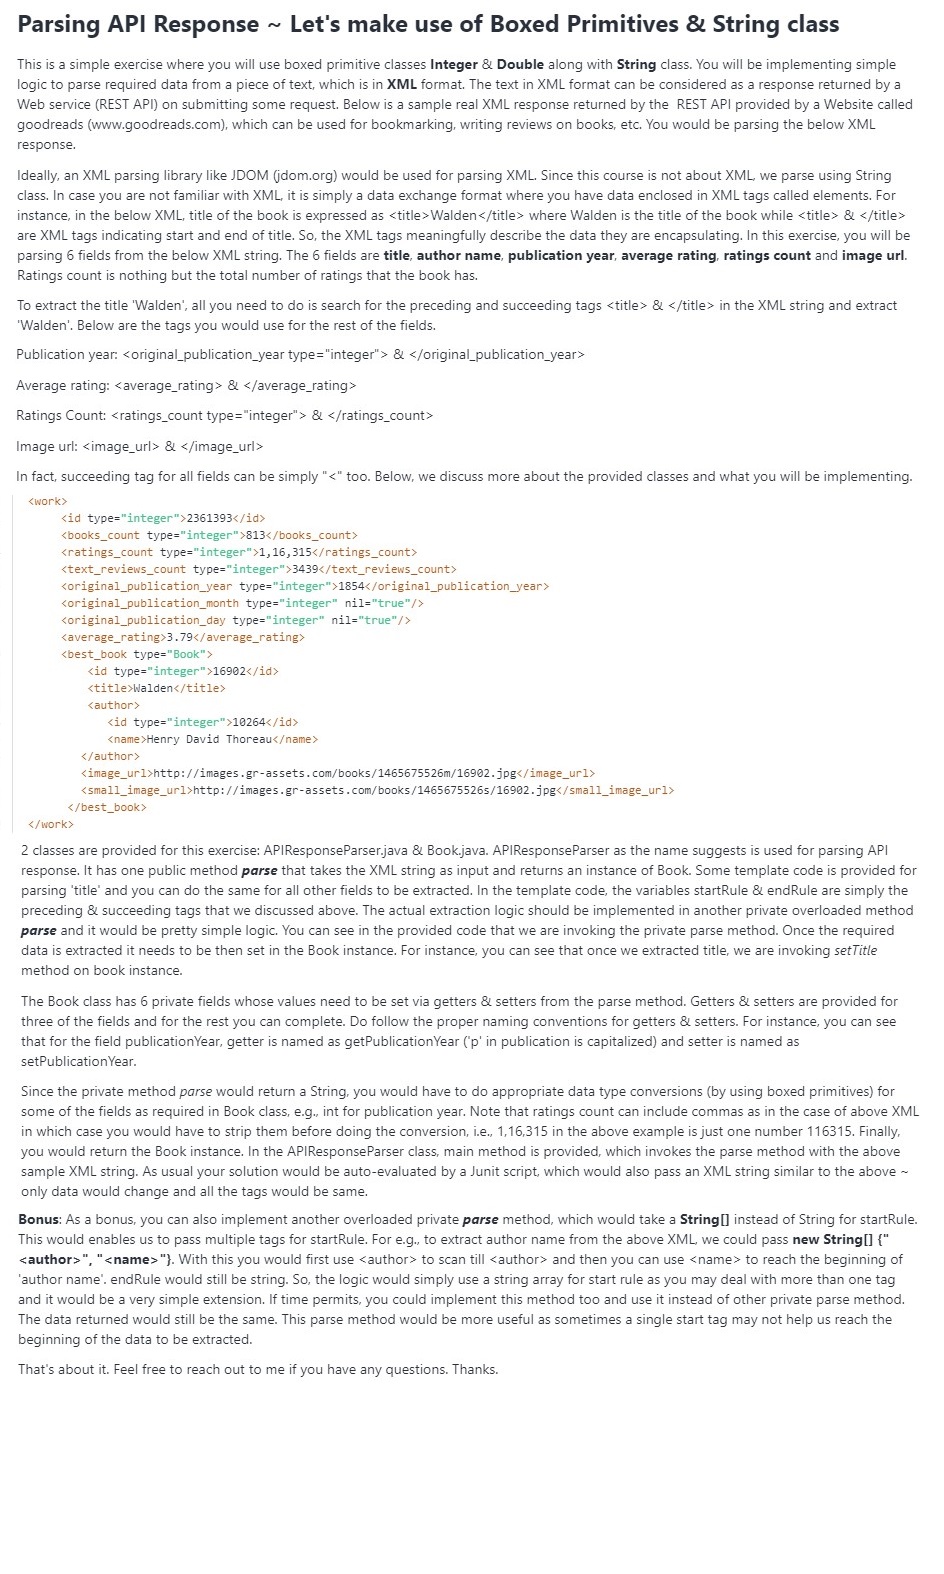 Parsing API Response ~ Let's make use of Boxed Primitives & String class
This is a simple exercise where you will use boxed primitive classes Integer & Double along with String class. You will be implementing simple
logic to parse required data from a piece of text, which is in XML format. The text in XML format can be considered as a response returned by a
Web service (REST API) on submitting some request. Below is a sample real XML response returned by the REST API provided by a Website called
goodreads (www.goodreads.com), which can be used for bookmarking, writing reviews on books, etc. You would be parsing the below XML
response.
Ideally, an XML parsing library like JDOM (jdom.org) would be used for parsing XML. Since this course is not about XML, we parse using String
class. In case you are not familiar with XML, it is simply a data exchange format where you have data enclosed in XML tags called elements. For
instance, in the below XML, title of the book is expressed as <title>Walden</title> where Walden is the title of the book while <title> & </title>
are XML tags indicating start and end of title. So, the XML tags meaningfully describe the data they are encapsulating. In this exercise, you will be
parsing 6 fields from the below XML string. The 6 fields are title, author name, publication year, average rating, ratings count and image url.
Ratings count is nothing but the total number of ratings that the book has.
To extract the title 'Walden', all you need to do is search for the preceding and succeeding tags <title> & </title> in the XML string and extract
'Walden'. Below are the tags you would use for the rest of the fields.
Publication year: <original_publication_year type="integer"> & </original_publication_year>
Average rating: <average_rating> & </average_rating>
Ratings Count: <ratings_count type="integer"> & </ratings_count>
Image url: <image_url> & </image_url>
In fact, succeeding tag for all fields can be simply "<" too. Below, we discuss more about the provided classes and what you will be implementing.
<work>
<id type="integer">2361393</id>
<books_count type="integer">813</books_count>
<ratings_count type="integer">1,16,315</ratings_count>
<text_reviews_count type="integer">3439</text_reviews_count>
<original_publication_year type="integer">1854</original_publication_year>
<original_publication_month type="integer" nil="true"/>
<original_publication_day type="integer" nil="true"/>
<average_rating>3.79</average_rating>
<best_book type="Book">
<id type="integer">16902</id>
<title>Walden</title>
<author>
<id type="integer">10264</id>
<name>Henry David Thoreau</name>
</author>
<image_url>http://images.gr-assets.com/books/1465675526m/16902.jpg</image_url>
<small_image_url>http://images.gr-assets.com/books/1465675526s/16902.jpg</small_image_url>
</best_book>
</work>
2 classes are provided for this exercise: APIResponseParser.java & Book.java. APIResponseParser as the name suggests is used for parsing API
response. It has one public method parse that takes the XML string as input and returns an instance of Book. Some template code is provided for
parsing 'title' and you can do the same for all other fields to be extracted. In the template code, the variables startRule & endRule are simply the
preceding & succeeding tags that we discussed above. The actual extraction logic should be implemented in another private overloaded method
parse and it would be pretty simple logic. You can see in the provided code that we are invoking the private parse method. Once the required
data is extracted it needs to be then set in the Book instance. For instance, you can see that once we extracted title, we are invoking setTitle
method on book instance.
The Book class has 6 private fields whose values need to be set via getters & setters from the parse method. Getters & setters are provided for
three of the fields and for the rest you can complete. Do follow the proper naming conventions for getters & setters. For instance, you can see
that for the field publicationYear, getter is named as getPublicationYear ('p' in publication is capitalized) and setter is named as
setPublicationYear.
Since the private method parse would return a String, you would have to do appropriate data type conversions (by using boxed primitives) for
some of the fields as required in Book class, e.g., int for publication year. Note that ratings count can include commas as in the case of above XML
in which case you would have to strip them before doing the conversion, i.e., 1,16,315 in the above example is just one number 116315. Finally,
you would return the Book instance. In the APIResponseParser class, main method is provided, which invokes the parse method with the above
sample XML string. As usual your solution would be auto-evaluated by a Junit script, which would also pass an XML string similar to the above ~
only data would change and all the tags would be same.
Bonus: As a bonus, you can also implement another overloaded private parse method, which would take a String[] instead of String for startRule.
This would enables us to pass multiple tags for startRule. For e.g., to extract author name from the above XML, we could pass new String[] {"
<author>", "<name>"}. With this you would first use <author> to scan till <author> and then you can use <name> to reach the beginning of
'author name'. endRule would still be string. So, the logic would simply use a string array for start rule as you may deal with more than one tag
and it would be a very simple extension. If time permits, you could implement this method too and use it instead of other private parse method.
The data returned would still be the same. This parse method would be more useful as sometimes a single start tag may not help us reach the
beginning of the data to be extracted.
That's about it. Feel free to reach out to me if you have any questions. Thanks.